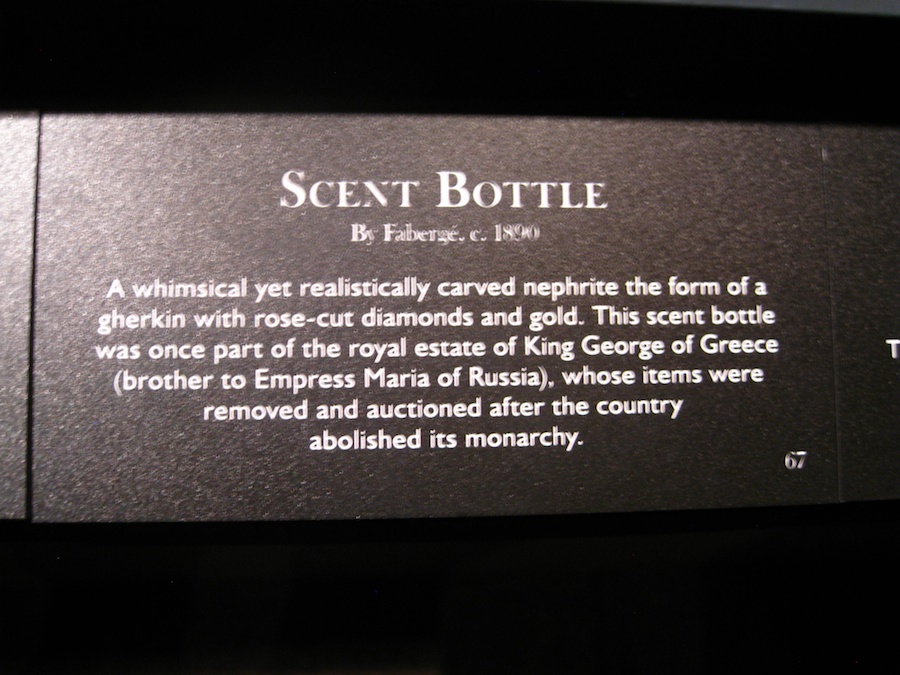 SCENT BOTTLE
By Fabergé, c. 1890
A whimsical yet realistically carved nephrite the form of a
gherkin with rose-cut diamonds and gold. This scent bottle
was once part of the royal estate of King George of Greece
(brother to Empress Maria of Russia), whose items were
removed and auctioned after the country
abolished its monarchy.
67
T